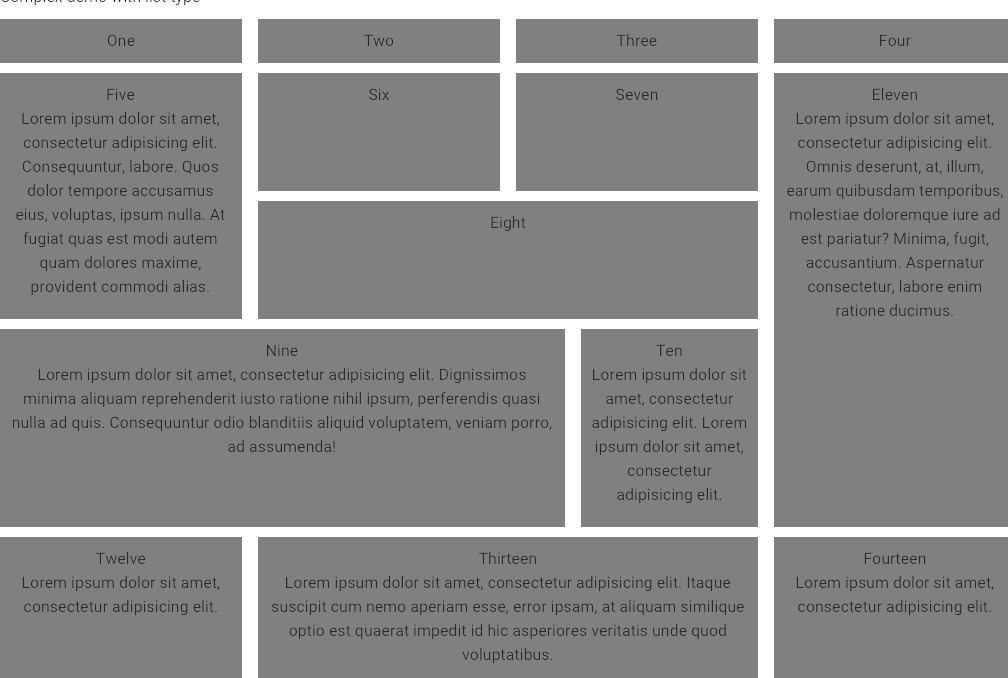 Complex demo with list type
One
Two
Three
Four
Five
Lorem ipsum dolor sit amet,
consectetur adipisicing elit.
Consequuntur, labore. Quos
dolor tempore accusamus
eius, voluptas, ipsum nulla. At
fugiat quas est modi autem
quam dolores maxime,
provident commodi alias.
Six
Seven
Eight
Eleven
Lorem ipsum dolor sit amet,
consectetur adipisicing elit.
Omnis deserunt, at, illum,
earum quibusdam temporibus,
molestiae doloremque iure ad
est pariatur? Minima, fugit,
accusantium. Aspernatur
consectetur, labore enim
ratione ducimus.
Nine
Lorem ipsum dolor sit amet, consectetur adipisicing elit. Dignissimos
minima aliquam reprehenderit iusto ratione nihil ipsum, perferendis quasi
nulla ad quis. Consequuntur odio blanditiis aliquid voluptatem, veniam porro,
ad assumenda!
Ten
Lorem ipsum dolor sit
amet, consectetur
adipisicing elit. Lorem
ipsum dolor sit amet,
consectetur
adipisicing elit.
Twelve
Lorem ipsum dolor sit amet,
consectetur adipisicing elit.
Thirteen
Lorem ipsum dolor sit amet, consectetur adipisicing elit. Itaque
suscipit cum nemo aperiam esse, error ipsam, at aliquam similique
optio est quaerat impedit id hic asperiores veritatis unde quod
voluptatibus.
Fourteen
Lorem ipsum dolor sit amet,
consectetur adipisicing elit.